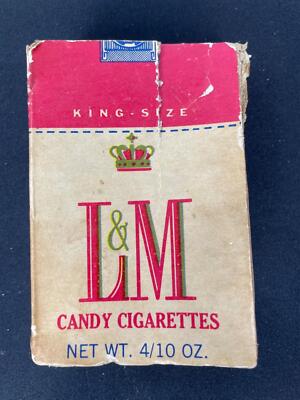 KING-SIZE
L&M
CANDY CIGARETTES
NET WT. 4/10 OZ.